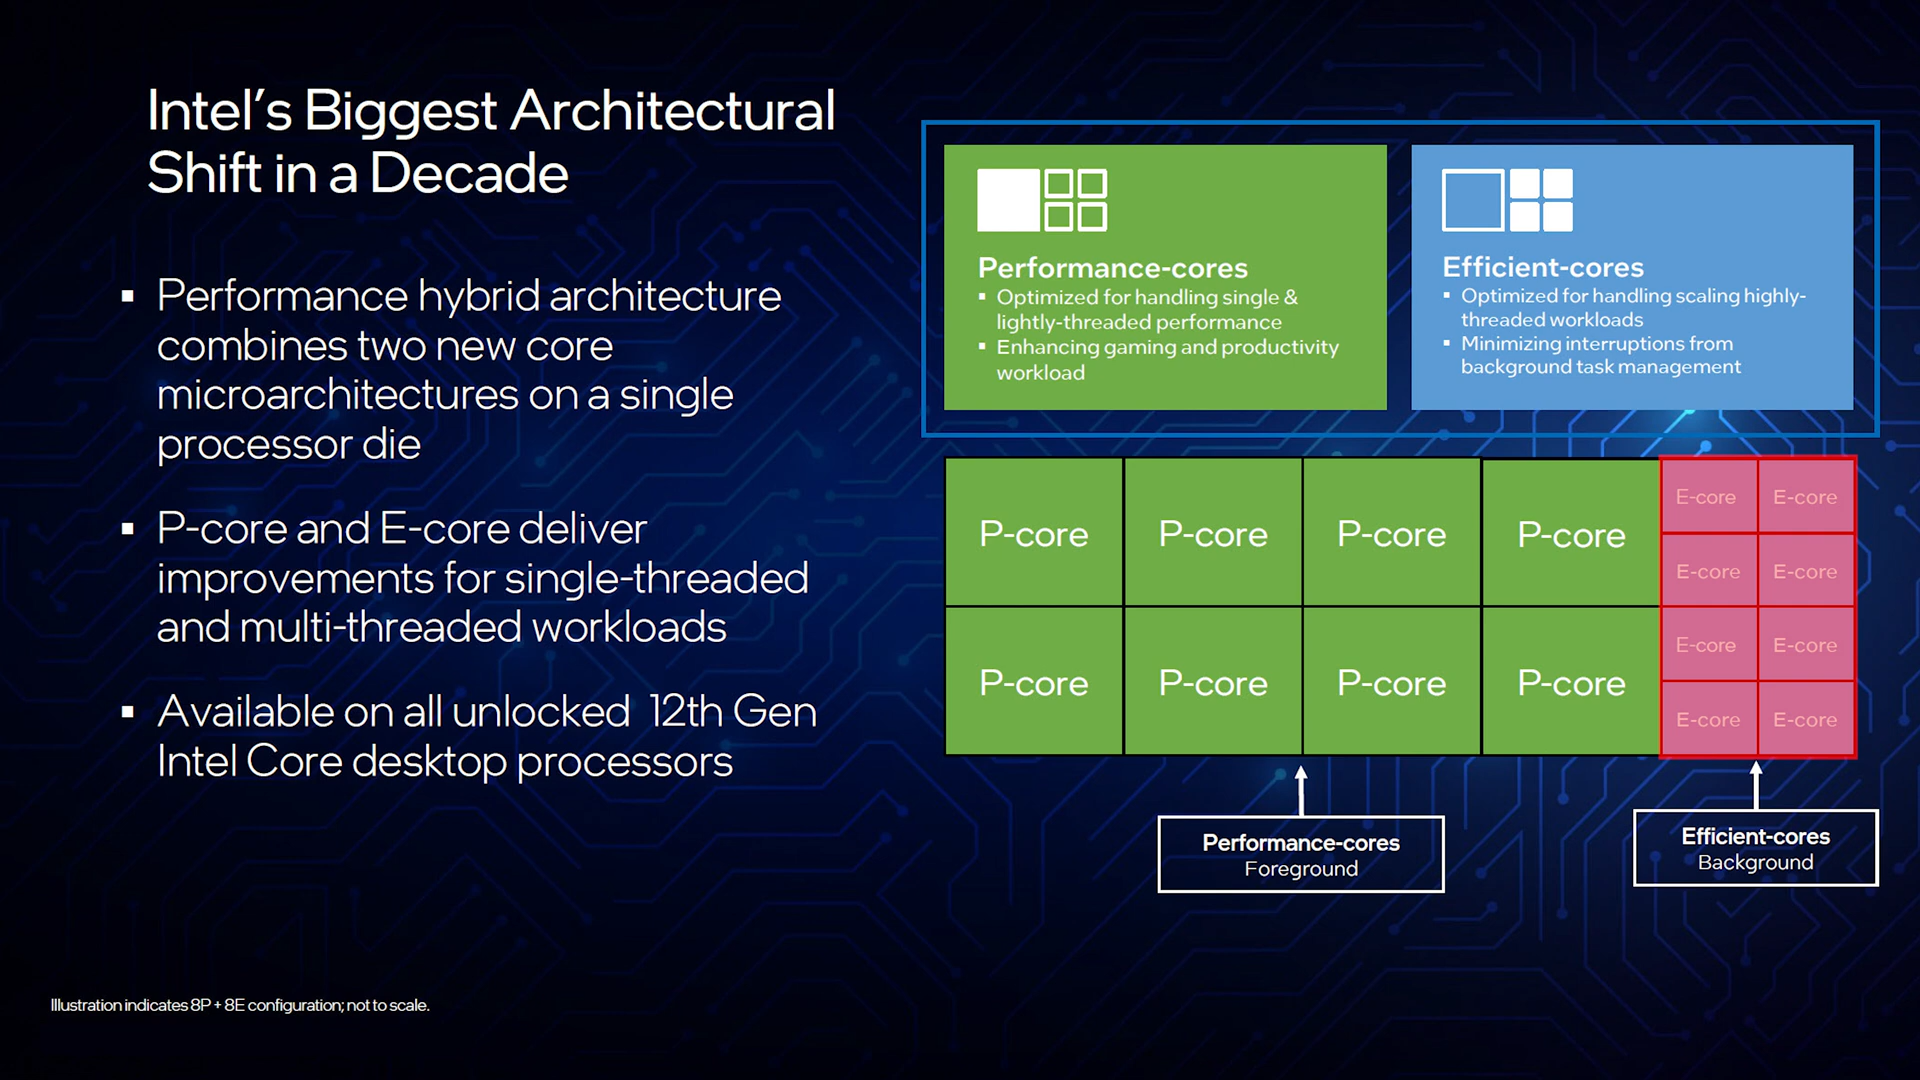 Intel’s Biggest Architectural
Shift in a Decade
▪ Performance hybrid architecture
combines two new core
microarchitectures on a single
processor die
▪ P-core and E-core deliver
improvements for single-threaded
and multi-threaded workloads
▪ Available on all unlocked 12th Gen
Intel Core desktop processors
Performance-cores
▪ Optimized for handling single &
lightly-threaded performance
▪ Enhancing gaming and productivity
workload
Efficient-cores
▪ Optimized for handling scaling highly-
threaded workloads
▪ Minimizing interruptions from
background task management
P-core P-core P-core P-core E-core E-core
E-core E-core
P-core P-core P-core P-core E-core E-core
E-core E-core
Performance-cores
Foreground
Efficient-cores
Background
Illustration indicates 8P + 8E configuration; not to scale.